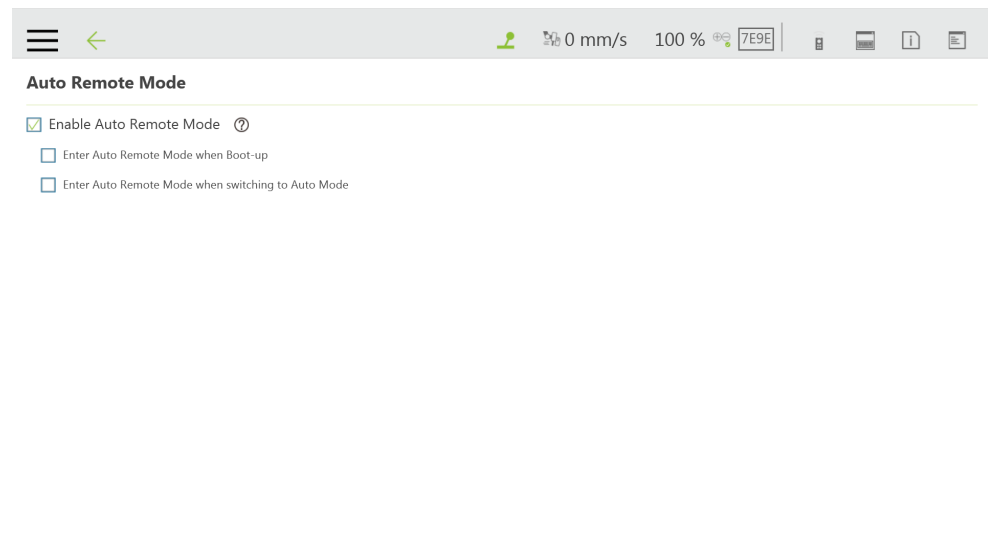 0 mm/s 100 % 7E9E
Auto Remote Mode
Enable Auto Remote Mode
Enter Auto Remote Mode when Boot-up
Enter Auto Remote Mode when switching to Auto Mode